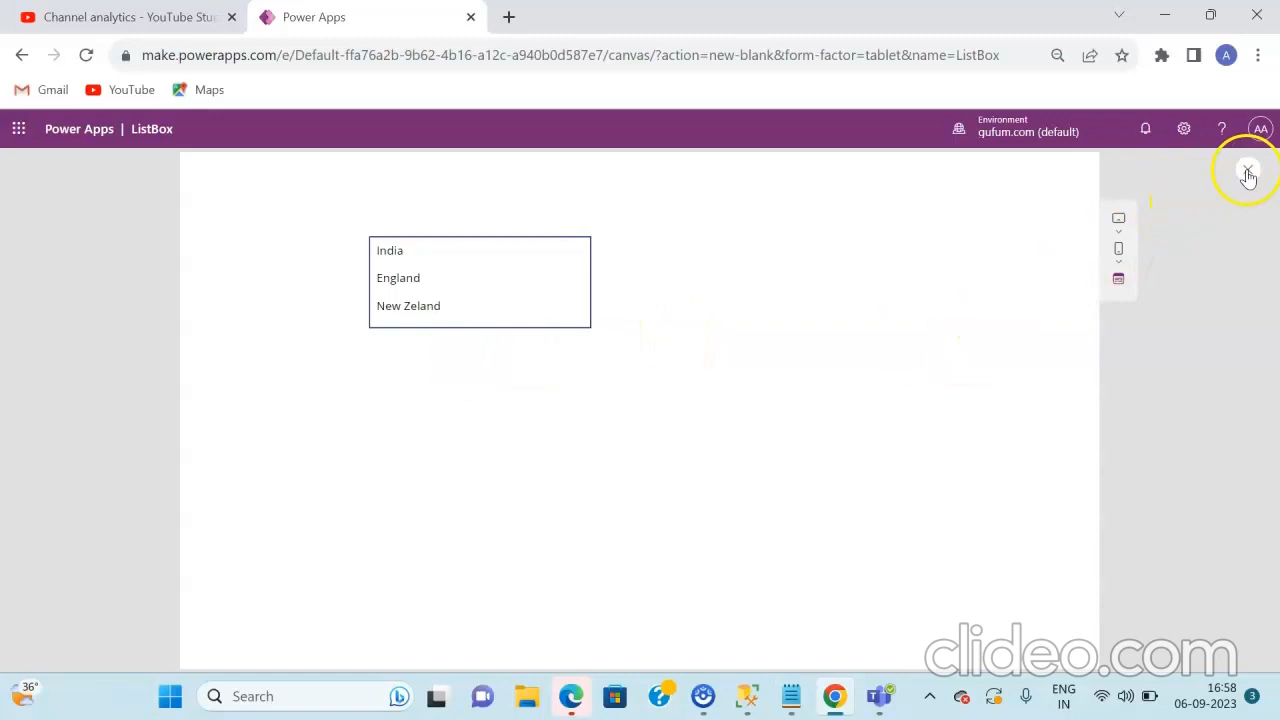 Channel analytics - YouTube Stu
Power Apps
make.powerapps.com/e/Default-ffa76a2b-9b62-4b16-a12c-a940b0d587e7/canvas/?action=new-blank&form-factor=tablet&name=ListBox
A
Gmail
YouTube
Maps
Power Apps | ListBox
Environment
qufum.com (default)
?
AA
India
England
New Zeland
clideo.com
36°
Search
ENG
IN
16:58
06-09-2023
3